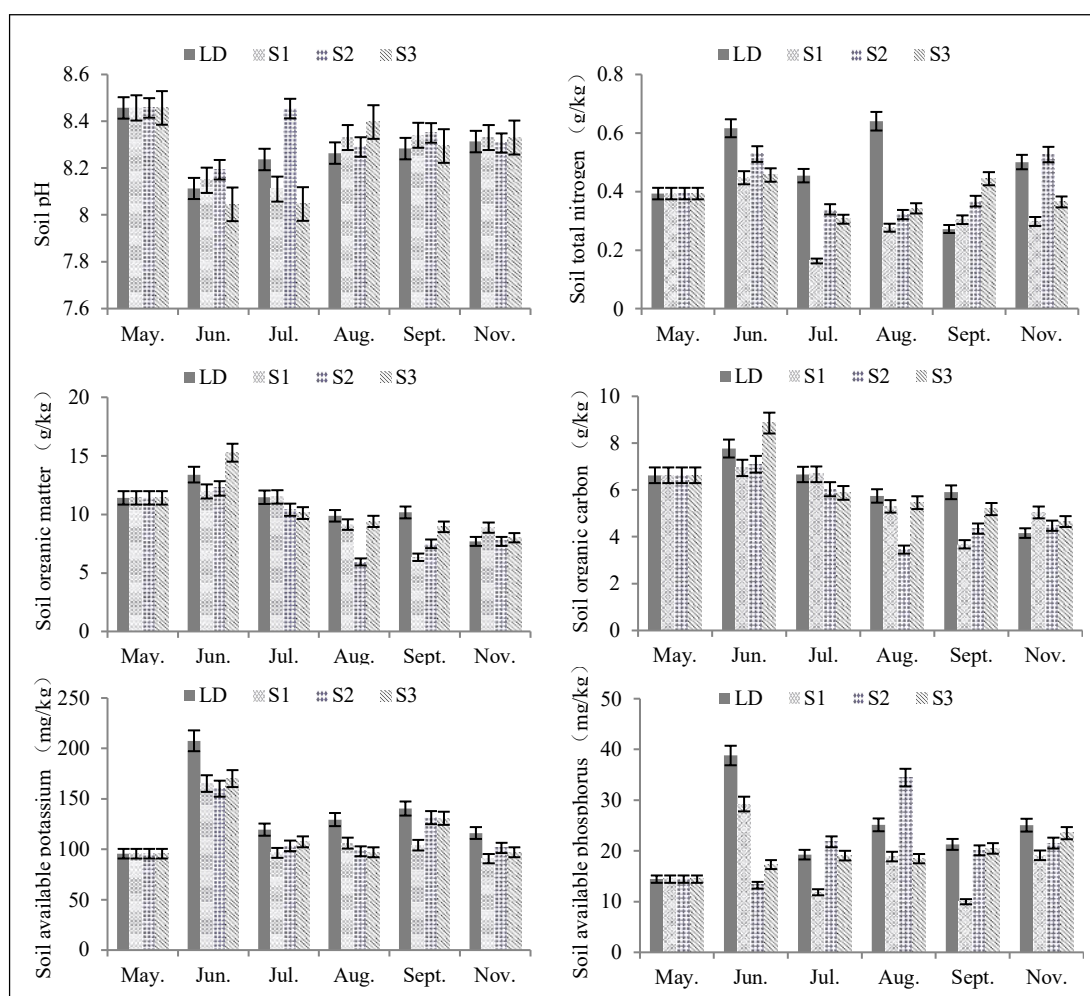 LD S1 S2 S3
Soil pH
8.6
8.4
8.2
8
7.8
7.6
May. Jun. Jul. Aug. Sept. Nov.
LD S1 S2 S3
Soil total nitrogen（g/kg）
0.8
0.6
0.4
0.2
0
May. Jun. Jul. Aug. Sept. Nov.
LD S1 S2 S3
Soil organic matter（g/kg）
20
15
10
5
0
May. Jun. Jul. Aug. Sept. Nov.
LD S1 S2 S3
Soil organic carbon（g/kg）
10
8
6
4
2
0
May. Jun. Jul. Aug. Sept. Nov.
LD S1 S2 S3
Soil available potassium（mg/kg）
250
200
150
100
50
0
May. Jun. Jul. Aug. Sept. Nov.
LD S1 S2 S3
Soil available phosphorus（mg/kg）
50
40
30
20
10
0
May. Jun. Jul. Aug. Sept. Nov.